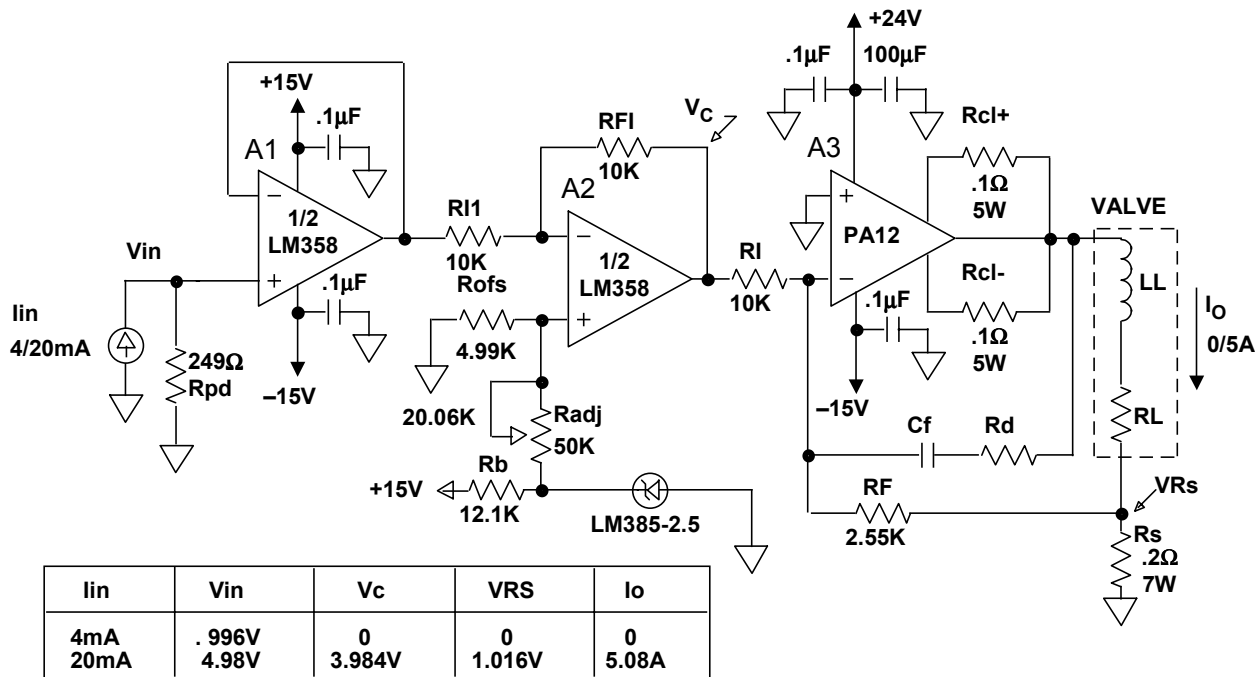 +24V
.1µF
100µF
+15V
.1µF
A1
–
1/2
LM358
+
.1µF
–15V
Vin
Iin
4/20mA
249Ω
Rpd
RFI
10K
VC
A2
RI1
10K
–
1/2
LM358
+
Rofs
4.99K
20.06K
Radj
50K
+15V
Rb
12.1K
LM385-2.5
RI
10K
A3
+
PA12
–
.1µF
–15V
Rcl+
.1Ω
5W
Rcl-
.1Ω
5W
VALVE
LL
RL
IO
0/5A
Cf
Rd
RF
2.55K
VRs
Rs
.2Ω
7W
Iin Vin Vc VRS Io
4mA .996V 0 0 0
20mA 4.98V 3.984V 1.016V 5.08A